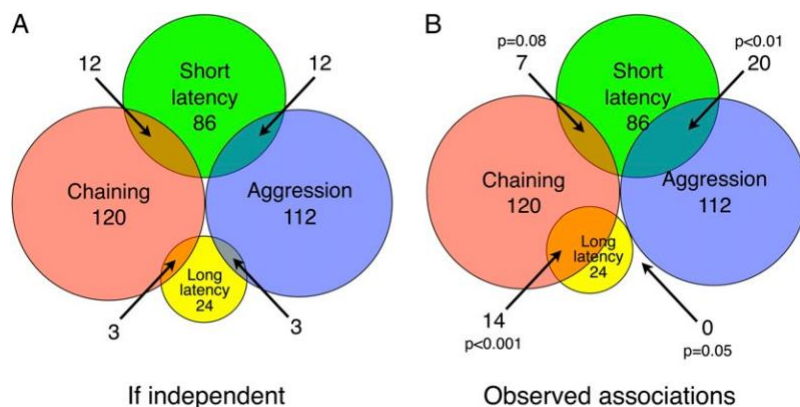 A
12
12
Short
latency
86
Chaining
120
Aggression
112
Long
latency
24
3
3
If independent
B
p=0.08
7
p<0.01
20
Short
latency
86
Chaining
120
Aggression
112
Long
latency
24
14
p<0.001
0
p=0.05
Observed associations